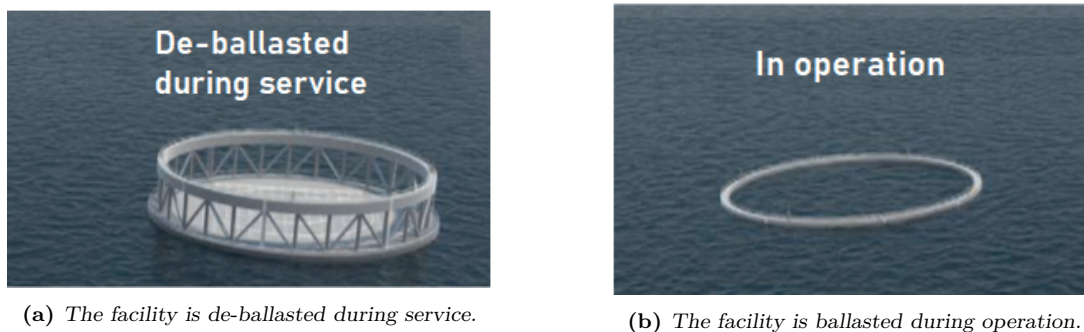 De-ballasted
during service
In operation
(a) The facility is de-ballasted during service.
(b) The facility is ballasted during operation.